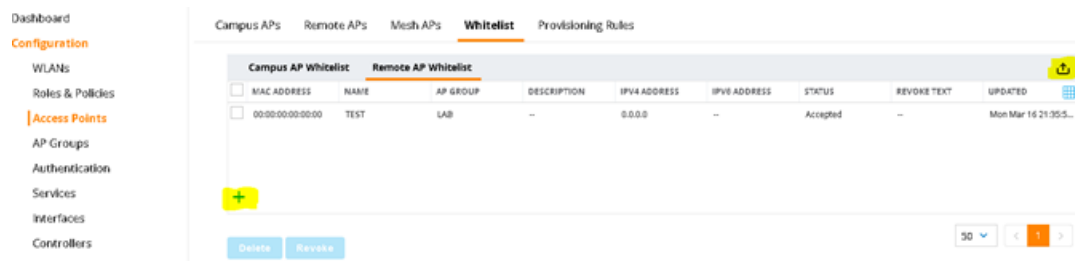 Dashboard
Configuration
WLANs
Roles & Policies
Access Points
AP Groups
Authentication
Services
Interfaces
Controllers
Campus APs Remote APs Mesh APs Whitelist Provisioning Rules
Campus AP Whitelist Remote AP Whitelist
MAC ADDRESS NAME AP GROUP DESCRIPTION IPV4 ADDRESS IPV6 ADDRESS STATUS REVOKE TEXT UPDATED
00:00:00:00:00:00 TEST LAB -- 0.0.0.0 -- Accepted -- Mon Mar 16 21:35:5...
+
Delete Revoke
50 < 1 >